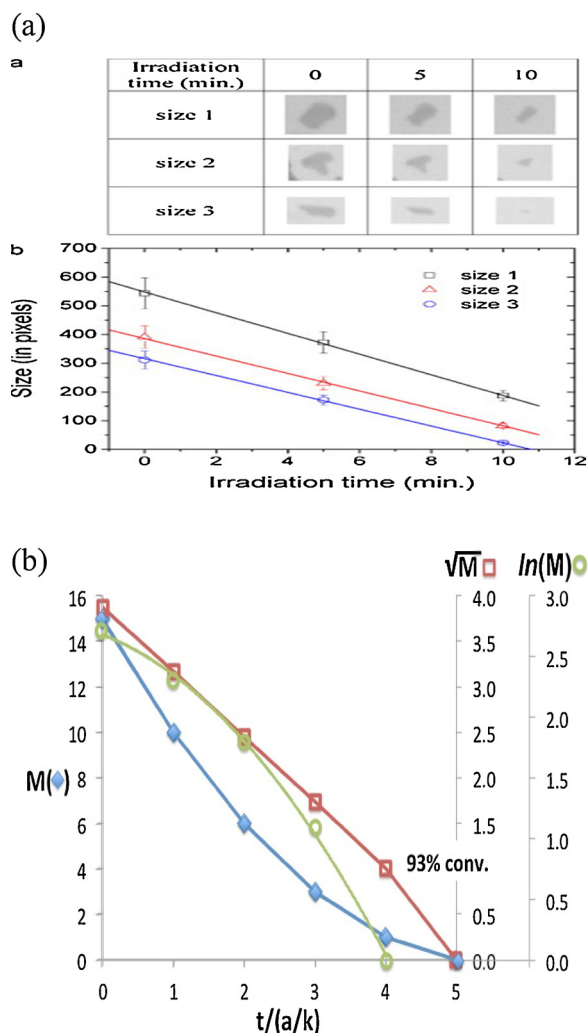 (a)
a
Irradiation time (min.) 0 5 10
size 1
size 2
size 3
b
700
600
500
400
300
200
100
0
Size (in pixels)
size 1
size 2
size 3
0 2 4 6 8 10 12
Irradiation time (min.)
(b)
√M ln(M)
16 4.0 3.0
14 3.5
12 3.0 2.5
10 2.5 2.0
M( ) 8 2.0 1.5
6 1.5
4 93% conv. 1.0
2 0.5 0.5
0 0.0 0.0
0 1 2 3 4 5
t/(a/k)